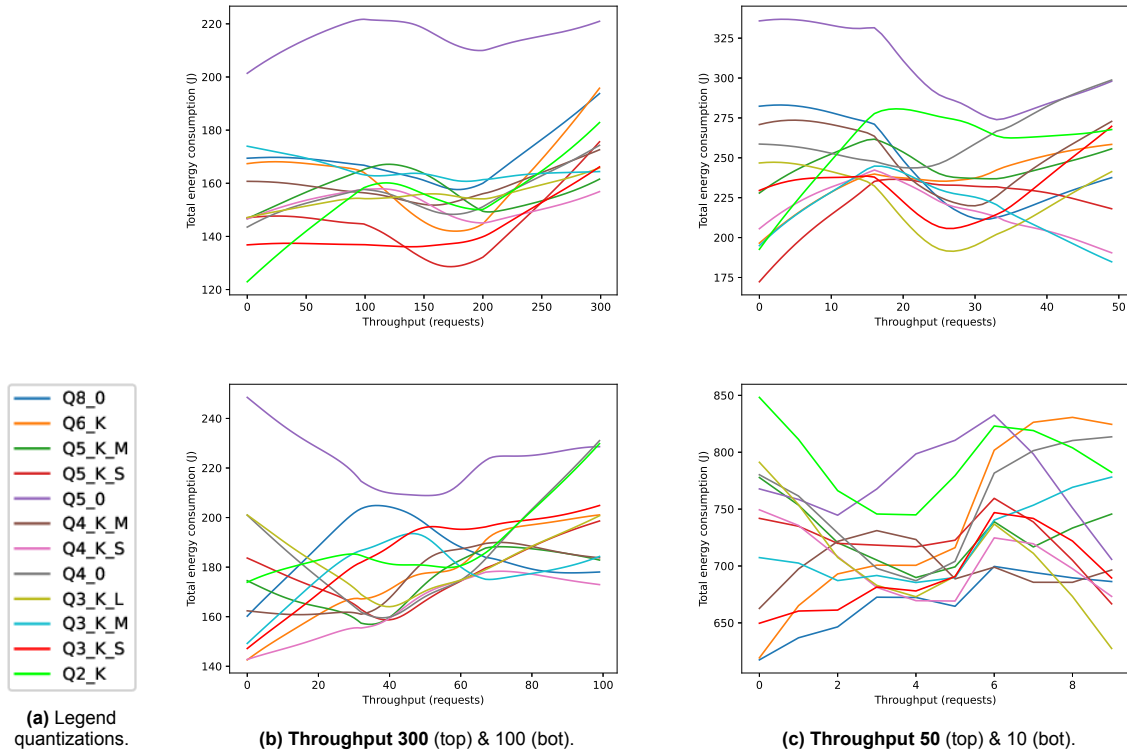 220
200
180
160
140
120
Total energy consumption (J)
0 50 100 150 200 250 300
Throughput (requests)
325
300
275
250
225
200
175
Total energy consumption (J)
0 10 20 30 40 50
Throughput (requests)
Q8_0
Q6_K
Q5_K_M
Q5_K_S
Q5_0
Q4_K_M
Q4_K_S
Q4_0
Q3_K_L
Q3_K_M
Q3_K_S
Q2_K
(a) Legend
quantizations.
240
220
200
180
160
140
Total energy consumption (J)
0 20 40 60 80 100
Throughput (requests)
(b) Throughput 300 (top) & 100 (bot).
850
800
750
700
650
Total energy consumption (J)
0 2 4 6 8
Throughput (requests)
(c) Throughput 50 (top) & 10 (bot).